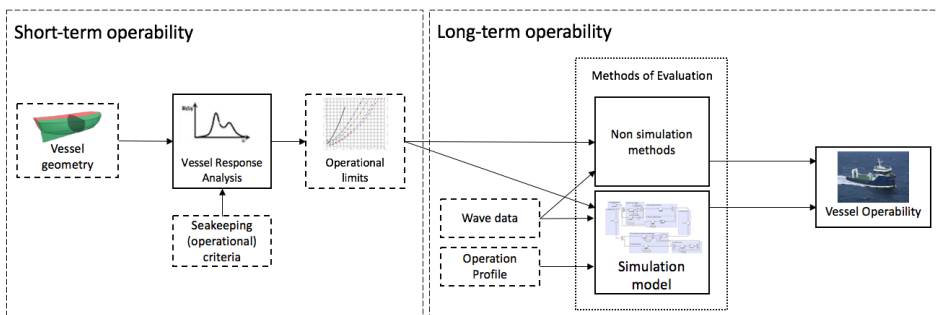 Short-term operability
Vessel
geometry
Vessel Response
Analysis
Seakeeping
(operational)
criteria
Operational
limits
Long-term operability
Methods of Evaluation
Non simulation
methods
Wave data
Operation
Profile
Simulation
model
Vessel Operability